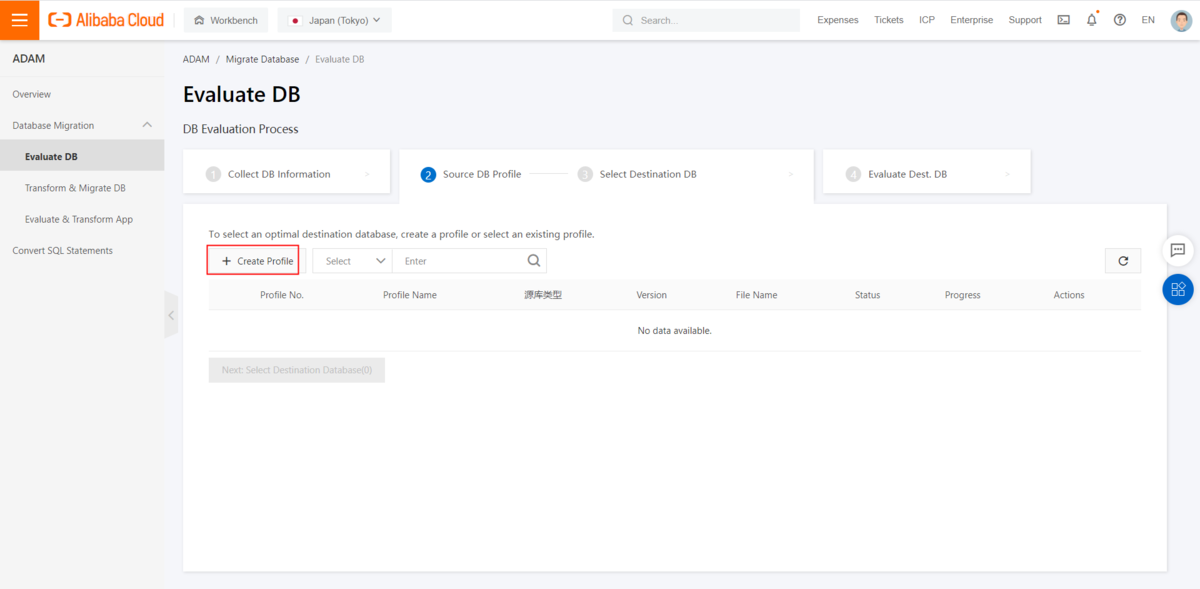 Alibaba Cloud
Workbench
Japan (Tokyo)
Search...
Expenses
Tickets
ICP
Enterprise
Support
EN
ADAM
Overview
Database Migration
Evaluate DB
Transform & Migrate DB
Evaluate & Transform App
Convert SQL Statements
ADAM / Migrate Database / Evaluate DB
Evaluate DB
DB Evaluation Process
1 Collect DB Information
2 Source DB Profile
3 Select Destination DB
4 Evaluate Dest. DB
To select an optimal destination database, create a profile or select an existing profile.
+ Create Profile
Select
Enter
Profile No.
Profile Name
源库类型
Version
File Name
Status
Progress
Actions
No data available.
Next: Select Destination Database(0)